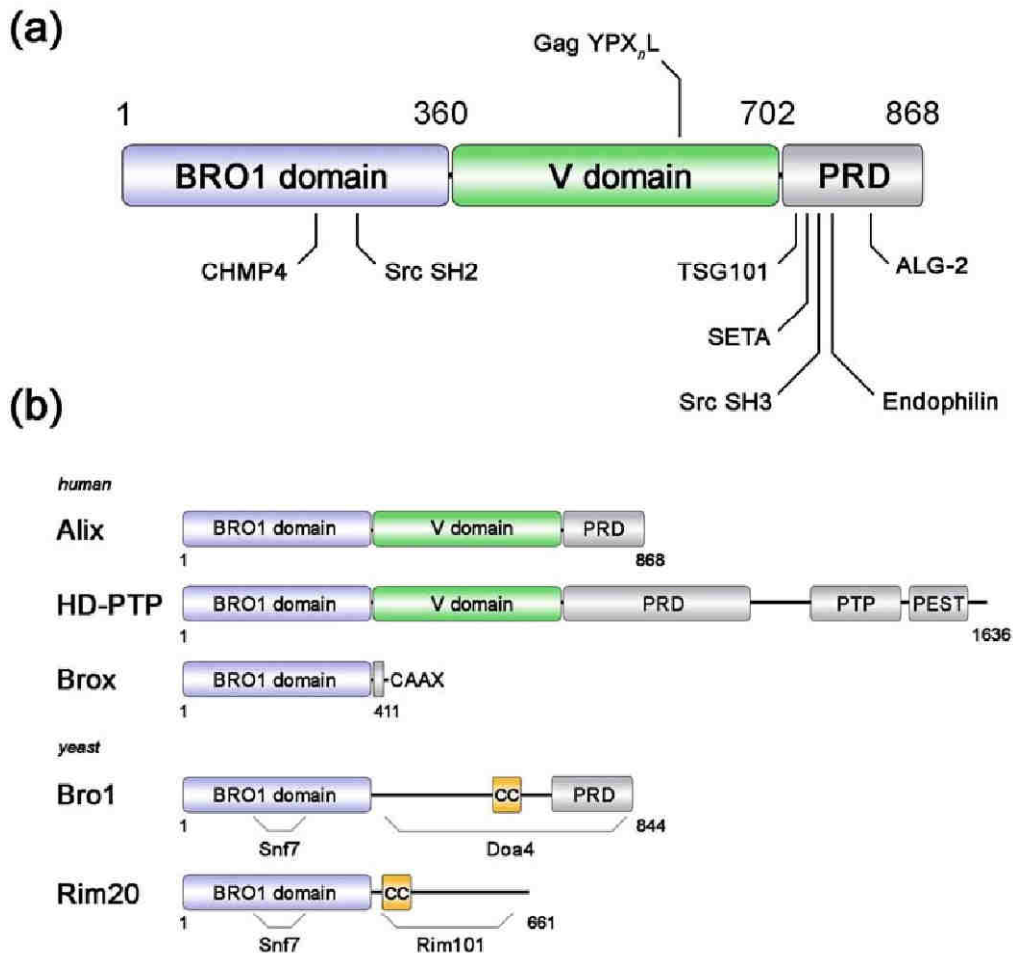 (a)
Gag YPXnL
1 360 702 868
BRO1 domain V domain PRD
CHMP4 Src SH2 TSG101 ALG-2
SETA
Src SH3 Endophilin
(b)
human
Alix BRO1 domain V domain PRD
1 868
HD-PTP BRO1 domain V domain PRD PTP PEST
1 1636
Brox BRO1 domain CAAX
1 411
yeast
Bro1 BRO1 domain CC PRD
1 844
Snf7 Doa4
Rim20 BRO1 domain CC
1 661
Snf7 Rim101